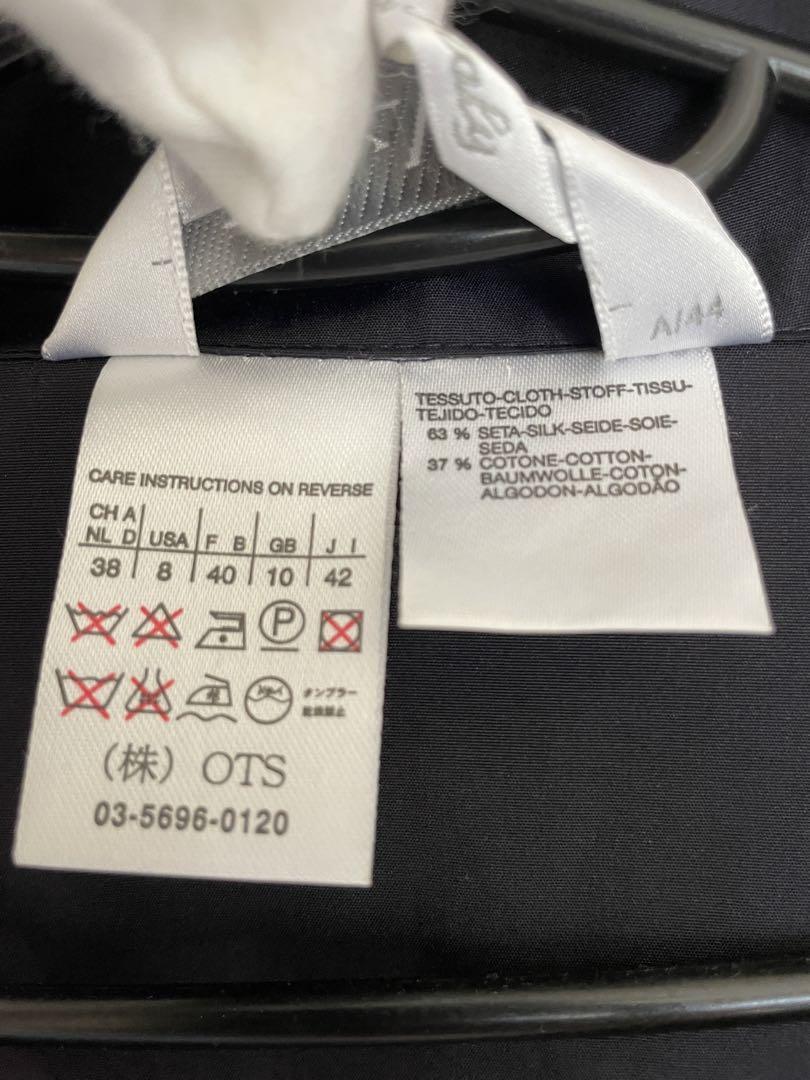 A/44
CARE INSTRUCTIONS ON REVERSE
CH A
NL D USA F B GB J I
38 8 40 10 42
P
タンブラー
乾燥禁止
(株) OTS
03-5696-0120
TESSUTO-CLOTH-STOFF-TISSU-
TEJIDO-TECIDO
63 % SETA-SILK-SEIDE-SOIE-
SEDA
37 % COTONE-COTTON-
BAUMWOLLE-COTON-
ALGODON-ALGODÃO